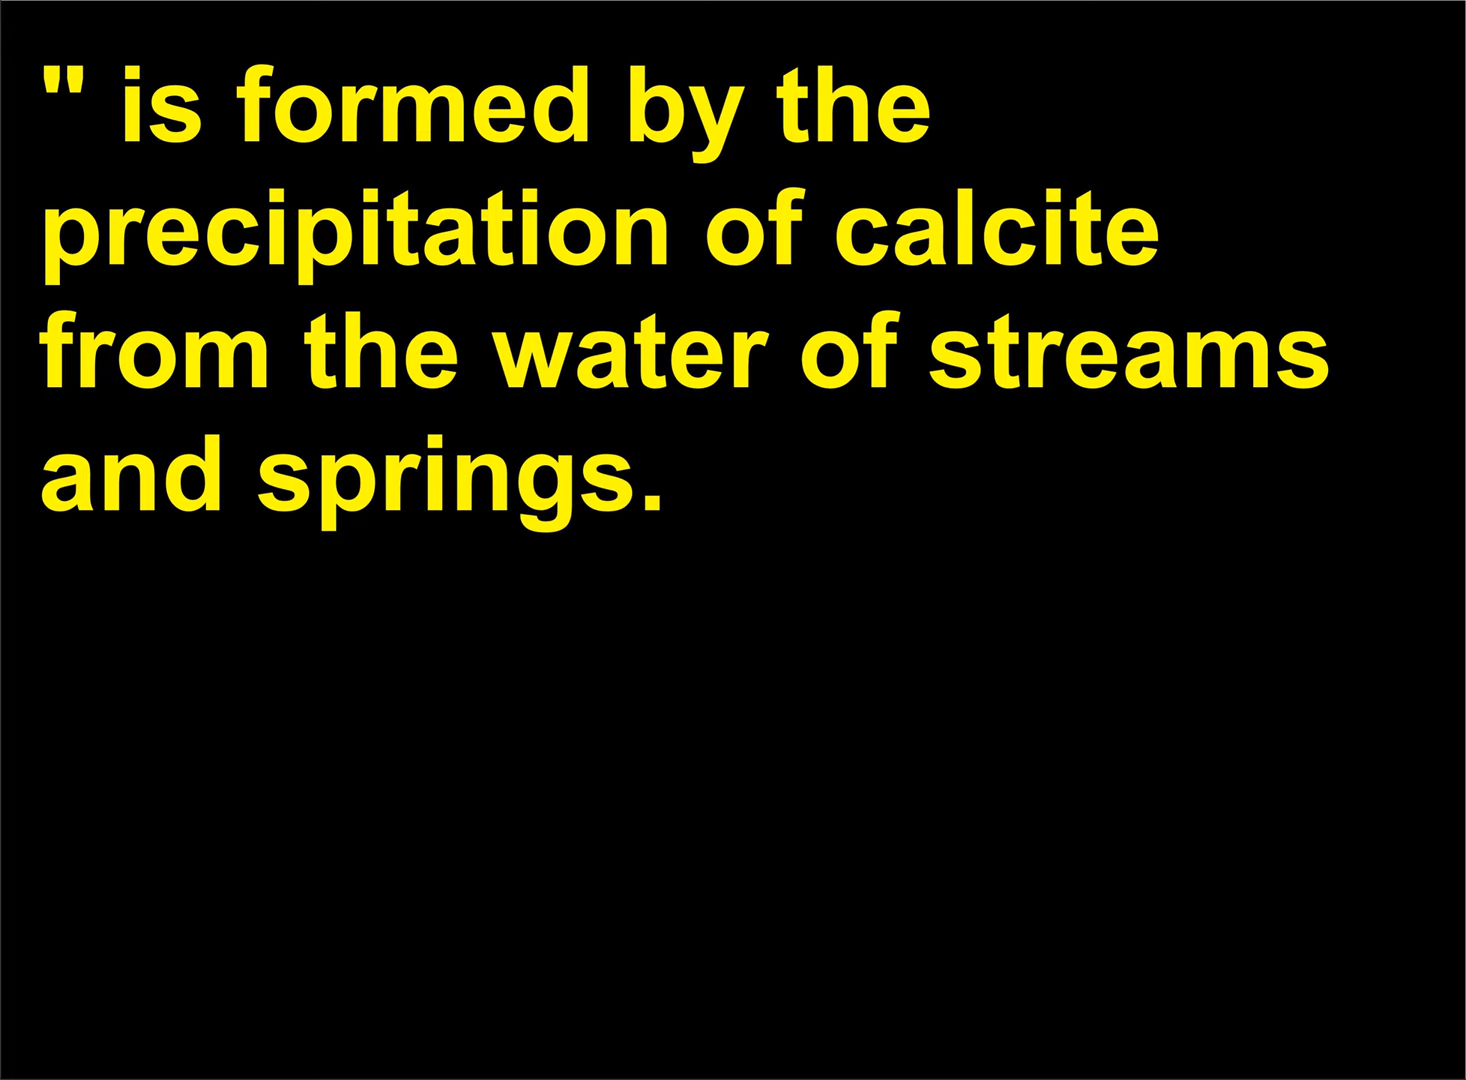 " is formed by the
precipitation of calcite
from the water of streams
and springs.